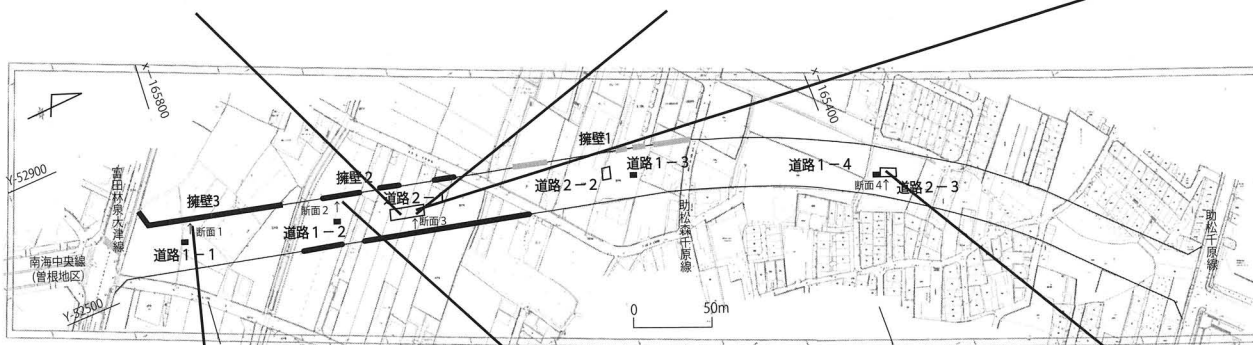 X-165800
X-165400
Y-52900
富田林泉大津線
擁壁3
擁壁2
擁壁1
道路2-
道路2-2
道路1-3
道路1-4
断面4↑
道路2-3
断面2↑
↑断面3
↑断面1
道路1-2
道路1-1
南海中央線
(曽根地区)
助松森千原線
助松千原線
Y-52500
0
50m